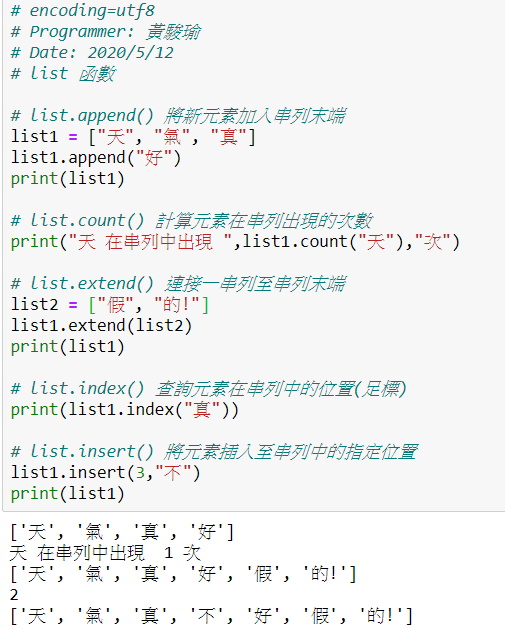 # encoding=utf8
# Programmer: 黃駿瑜
# Date: 2020/5/12
# list 函數
# list.append() 將新元素加入串列末端
list1 = ["天", "氣", "真"]
list1.append("好")
print(list1)
# list.count() 計算元素在串列出現的次數
print("天 在串列中出現 ",list1.count("天"),"次")
# list.extend() 連接一串列至串列末端
list2 = ["假", "的!"]
list1.extend(list2)
print(list1)
# list.index() 查詢元素在串列中的位置(足標)
print(list1.index("真"))
# list.insert() 將元素插入至串列中的指定位置
list1.insert(3,"不")
print(list1)
['天', '氣', '真', '好']
天 在串列中出現  1 次
['天', '氣', '真', '好', '假', '的!']
2
['天', '氣', '真', '不', '好', '假', '的!']